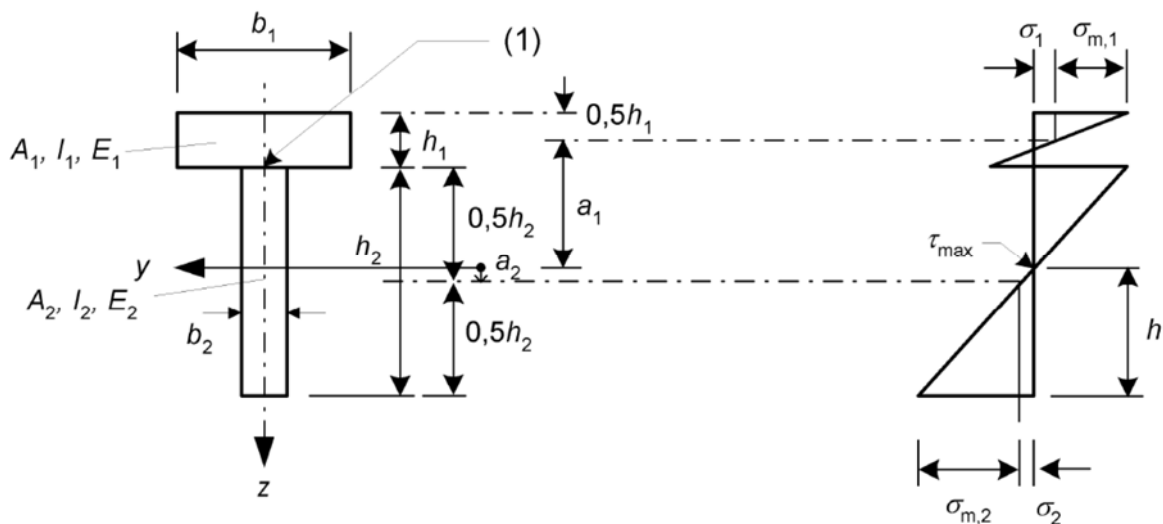 b₁
(1)
σ₁
σm,1
0,5h₁
A₁, I₁, E₁
h₁
a₁
0,5h₂
h₂
τmax
y
a₂
A₂, I₂, E₂
b₂
0,5h₂
h
z
σm,2
σ₂